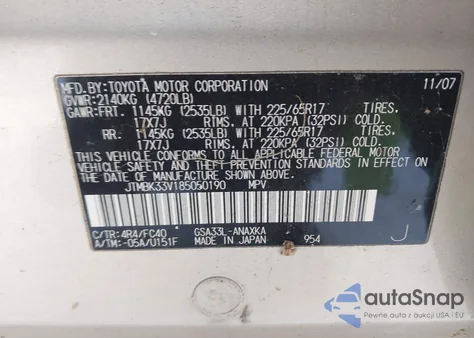 MFD.BY:TOYOTA MOTOR CORPORATION 11/07
GVWR:2140KG (4720LB)
GAWR:FRT. 1145KG (2535LB) WITH 225/65R17 TIRES,
17X7J RIMS, AT 220KPA (32PSI) COLD.
RR. 1145KG (2535LB) WITH 225/65R17 TIRES,
17X7J RIMS, AT 220KPA (32PSI) COLD.
THIS VEHICLE CONFORMS TO ALL APPLICABLE FEDERAL MOTOR
VEHICLE SAFETY AND THEFT PREVENTION STANDARDS IN
EFFECT ON THE DATE OF MANUFACTURE SHOWN ABOVE.
JTMBK33V185050190 MPV
C/TR:4R4/FC40 GSA33L-ANAXKA
A/TM:-05A/U151F MADE IN JAPAN 954 J
autoSnap
Pewne auta z aukcji USA i EU